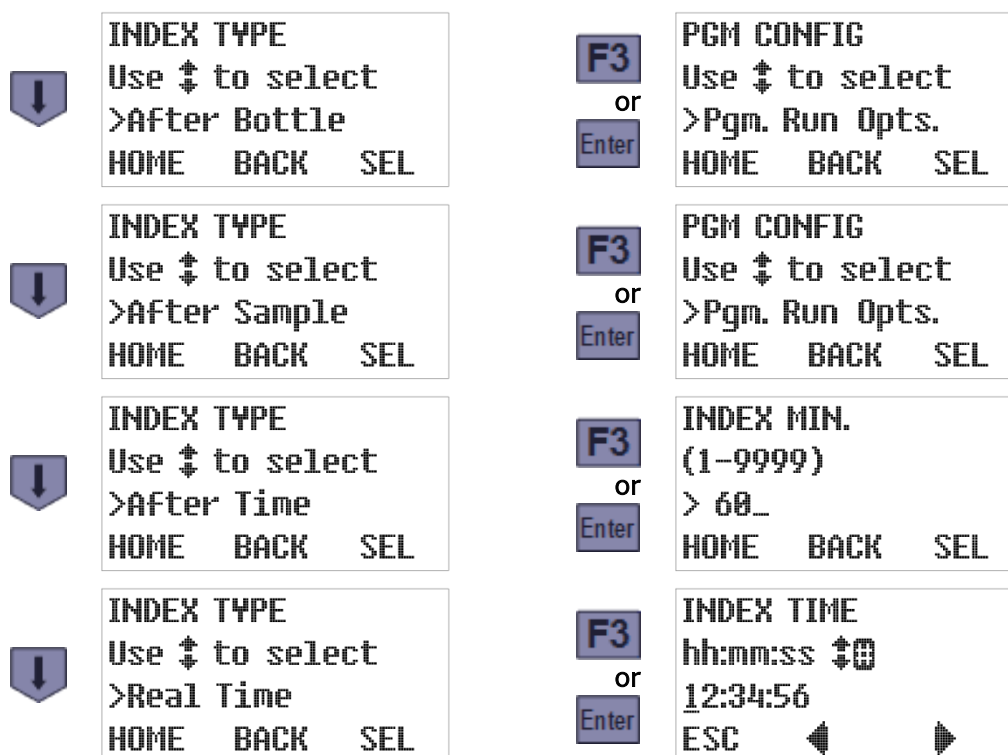 INDEX TYPE
Use ↕ to select
>After Bottle
HOME BACK SEL
F3
or
Enter
PGM CONFIG
Use ↕ to select
>Pgm. Run Opts.
HOME BACK SEL
INDEX TYPE
Use ↕ to select
>After Sample
HOME BACK SEL
F3
or
Enter
PGM CONFIG
Use ↕ to select
>Pgm. Run Opts.
HOME BACK SEL
INDEX TYPE
Use ↕ to select
>After Time
HOME BACK SEL
F3
or
Enter
INDEX MIN.
(1-9999)
> 60_
HOME BACK SEL
INDEX TYPE
Use ↕ to select
>Real Time
HOME BACK SEL
F3
or
Enter
INDEX TIME
hh:mm:ss ↕
12:34:56
ESC